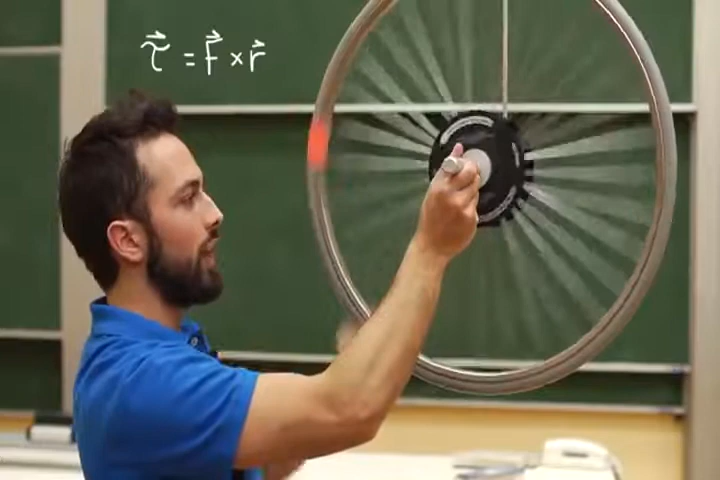 τ⃗ = F⃗ × r⃗